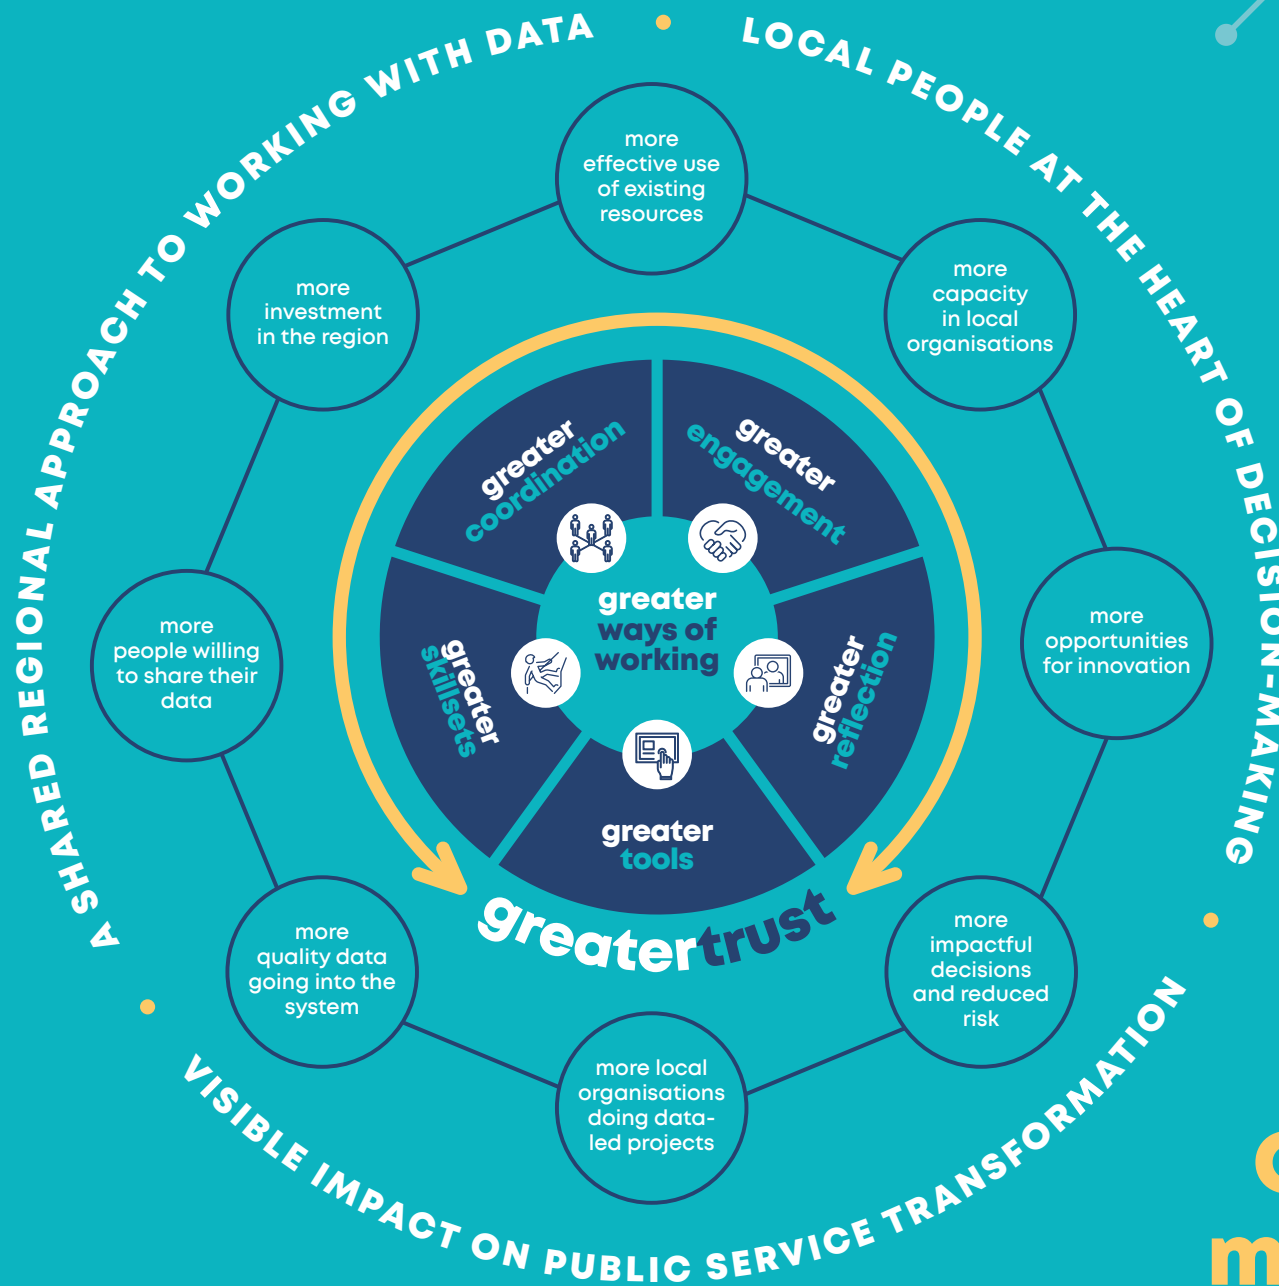 A SHARED REGIONAL APPROACH TO WORKING WITH DATA
LOCAL PEOPLE AT THE HEART OF DECISION-MAKING
VISIBLE IMPACT ON PUBLIC SERVICE TRANSFORMATION
more
effective use
of existing
resources
more
capacity
in local
organisations
more
opportunities
for innovation
more
impactful
decisions
and reduced
risk
more local
organisations
doing data-
led projects
more
quality data
going into the
system
more
people willing
to share their
data
more
investment
in the region
greater
coordination
greater
engagement
greater
reflection
greater
tools
greater
skillsets
greater
ways of
working
greatertrust
m